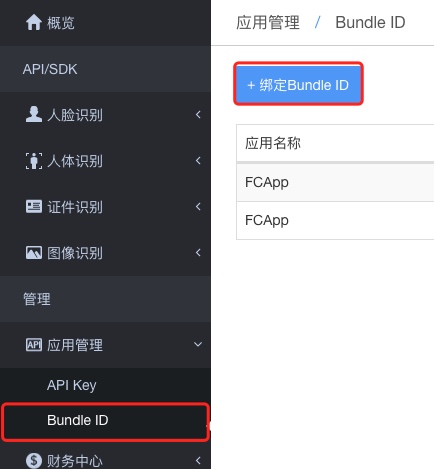 概览
API/SDK
人脸识别
人体识别
证件识别
图像识别
管理
应用管理
API Key
Bundle ID
财务中心
应用管理 / Bundle ID
+ 绑定Bundle ID
应用名称
FCApp
FCApp